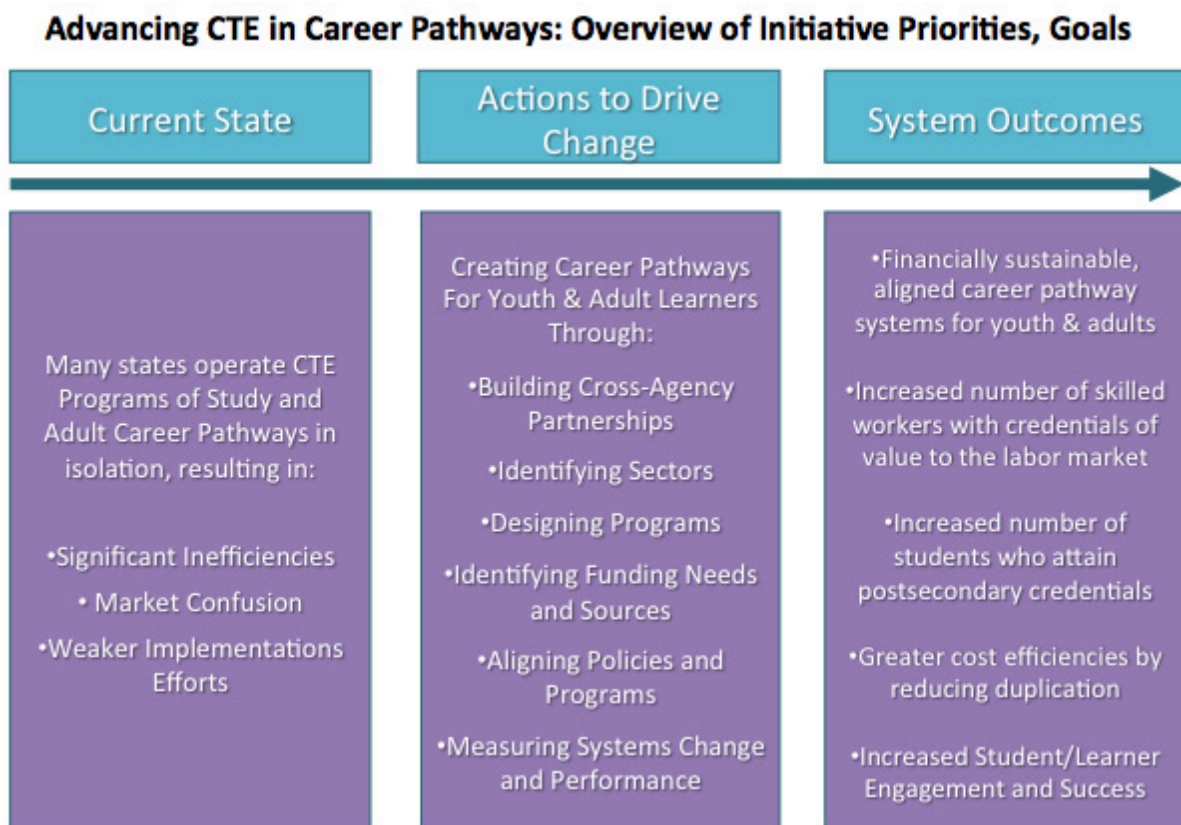 Advancing CTE in Career Pathways: Overview of Initiative Priorities, Goals
Current State
Actions to Drive
Change
System Outcomes
Many states operate CTE
Programs of Study and
Adult Career Pathways in
isolation, resulting in:
•Significant Inefficiencies
• Market Confusion
•Weaker Implementations
Efforts
Creating Career Pathways
For Youth & Adult Learners
Through:
•Building Cross-Agency
Partnerships
•Identifying Sectors
•Designing Programs
•Identifying Funding Needs
and Sources
•Aligning Policies and
Programs
•Measuring Systems Change
and Performance
•Financially sustainable,
aligned career pathway
systems for youth & adults
•Increased number of skilled
workers with credentials of
value to the labor market
•Increased number of
students who attain
postsecondary credentials
•Greater cost efficiencies by
reducing duplication
•Increased Student/Learner
Engagement and Success